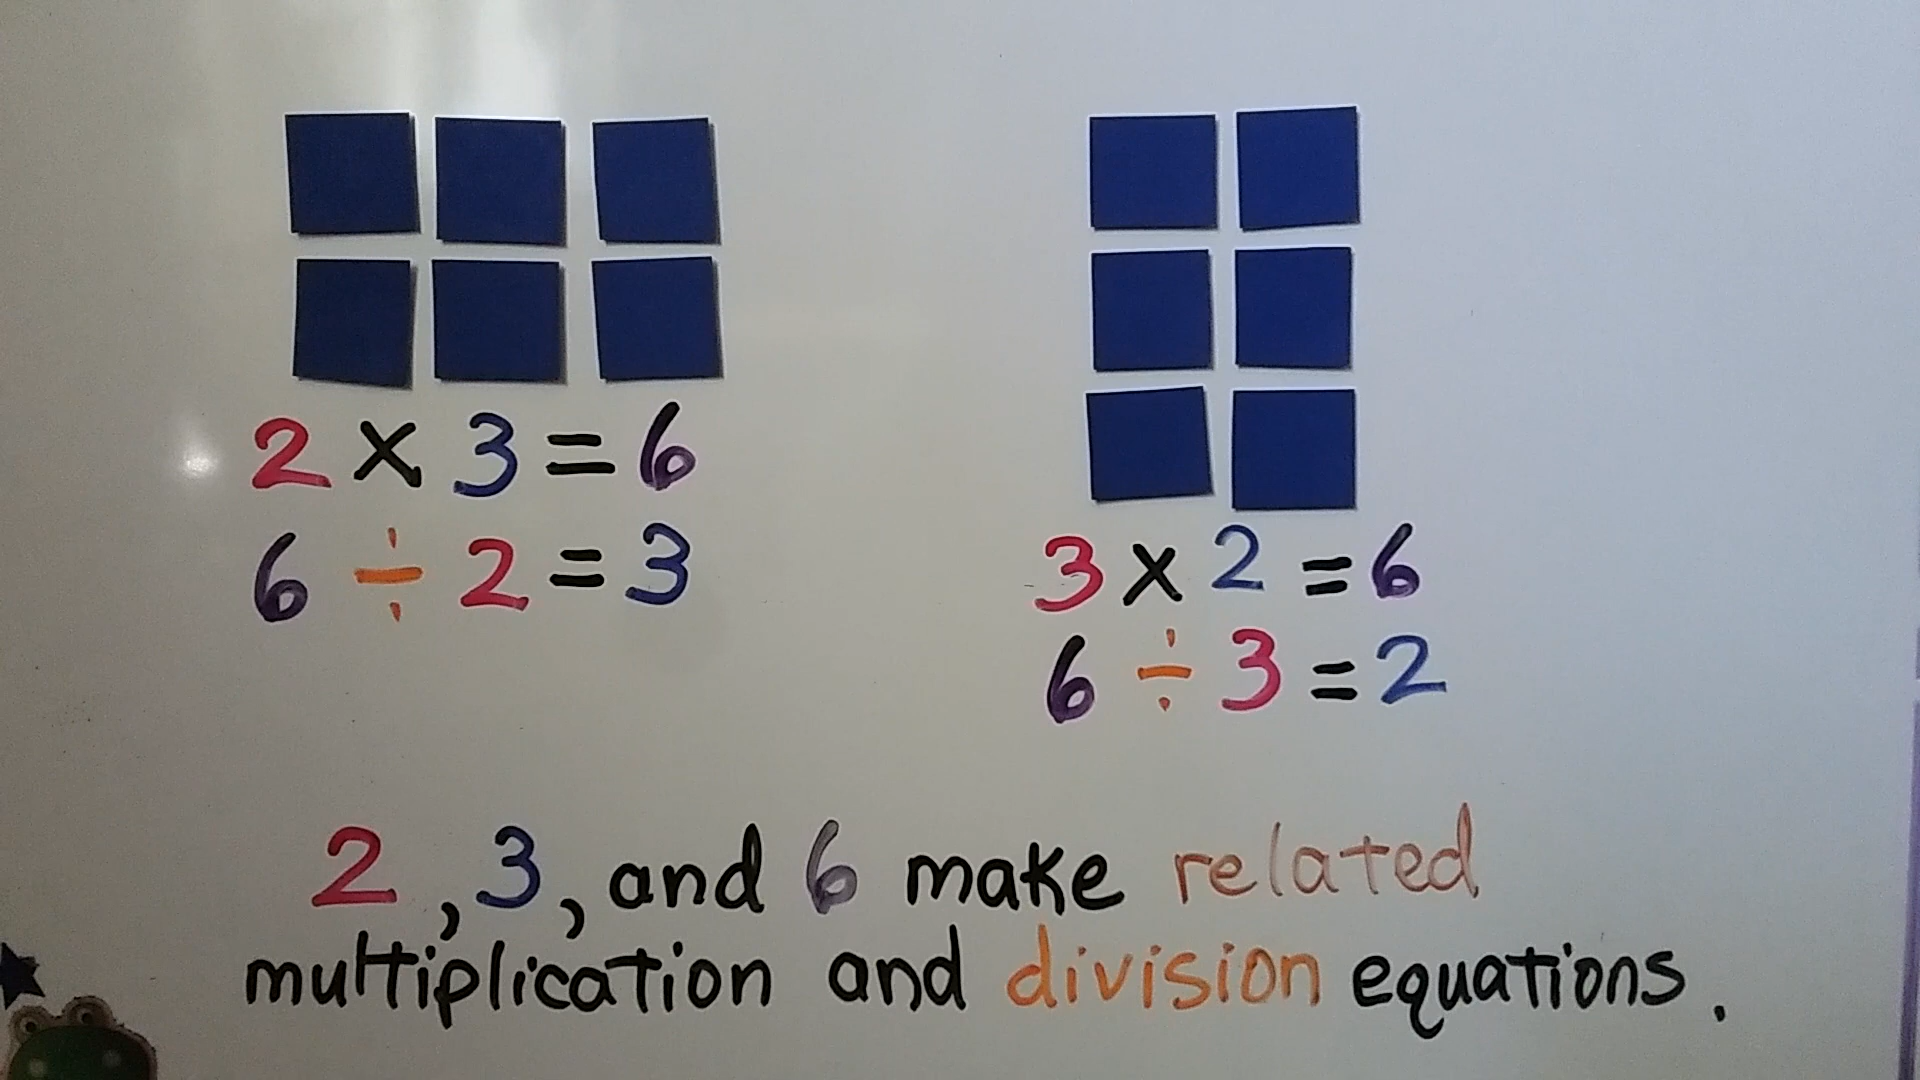 2 × 3 = 6
6 ÷ 2 = 3
3 × 2 = 6
6 ÷ 3 = 2
2, 3, and 6 make related
multiplication and division equations.